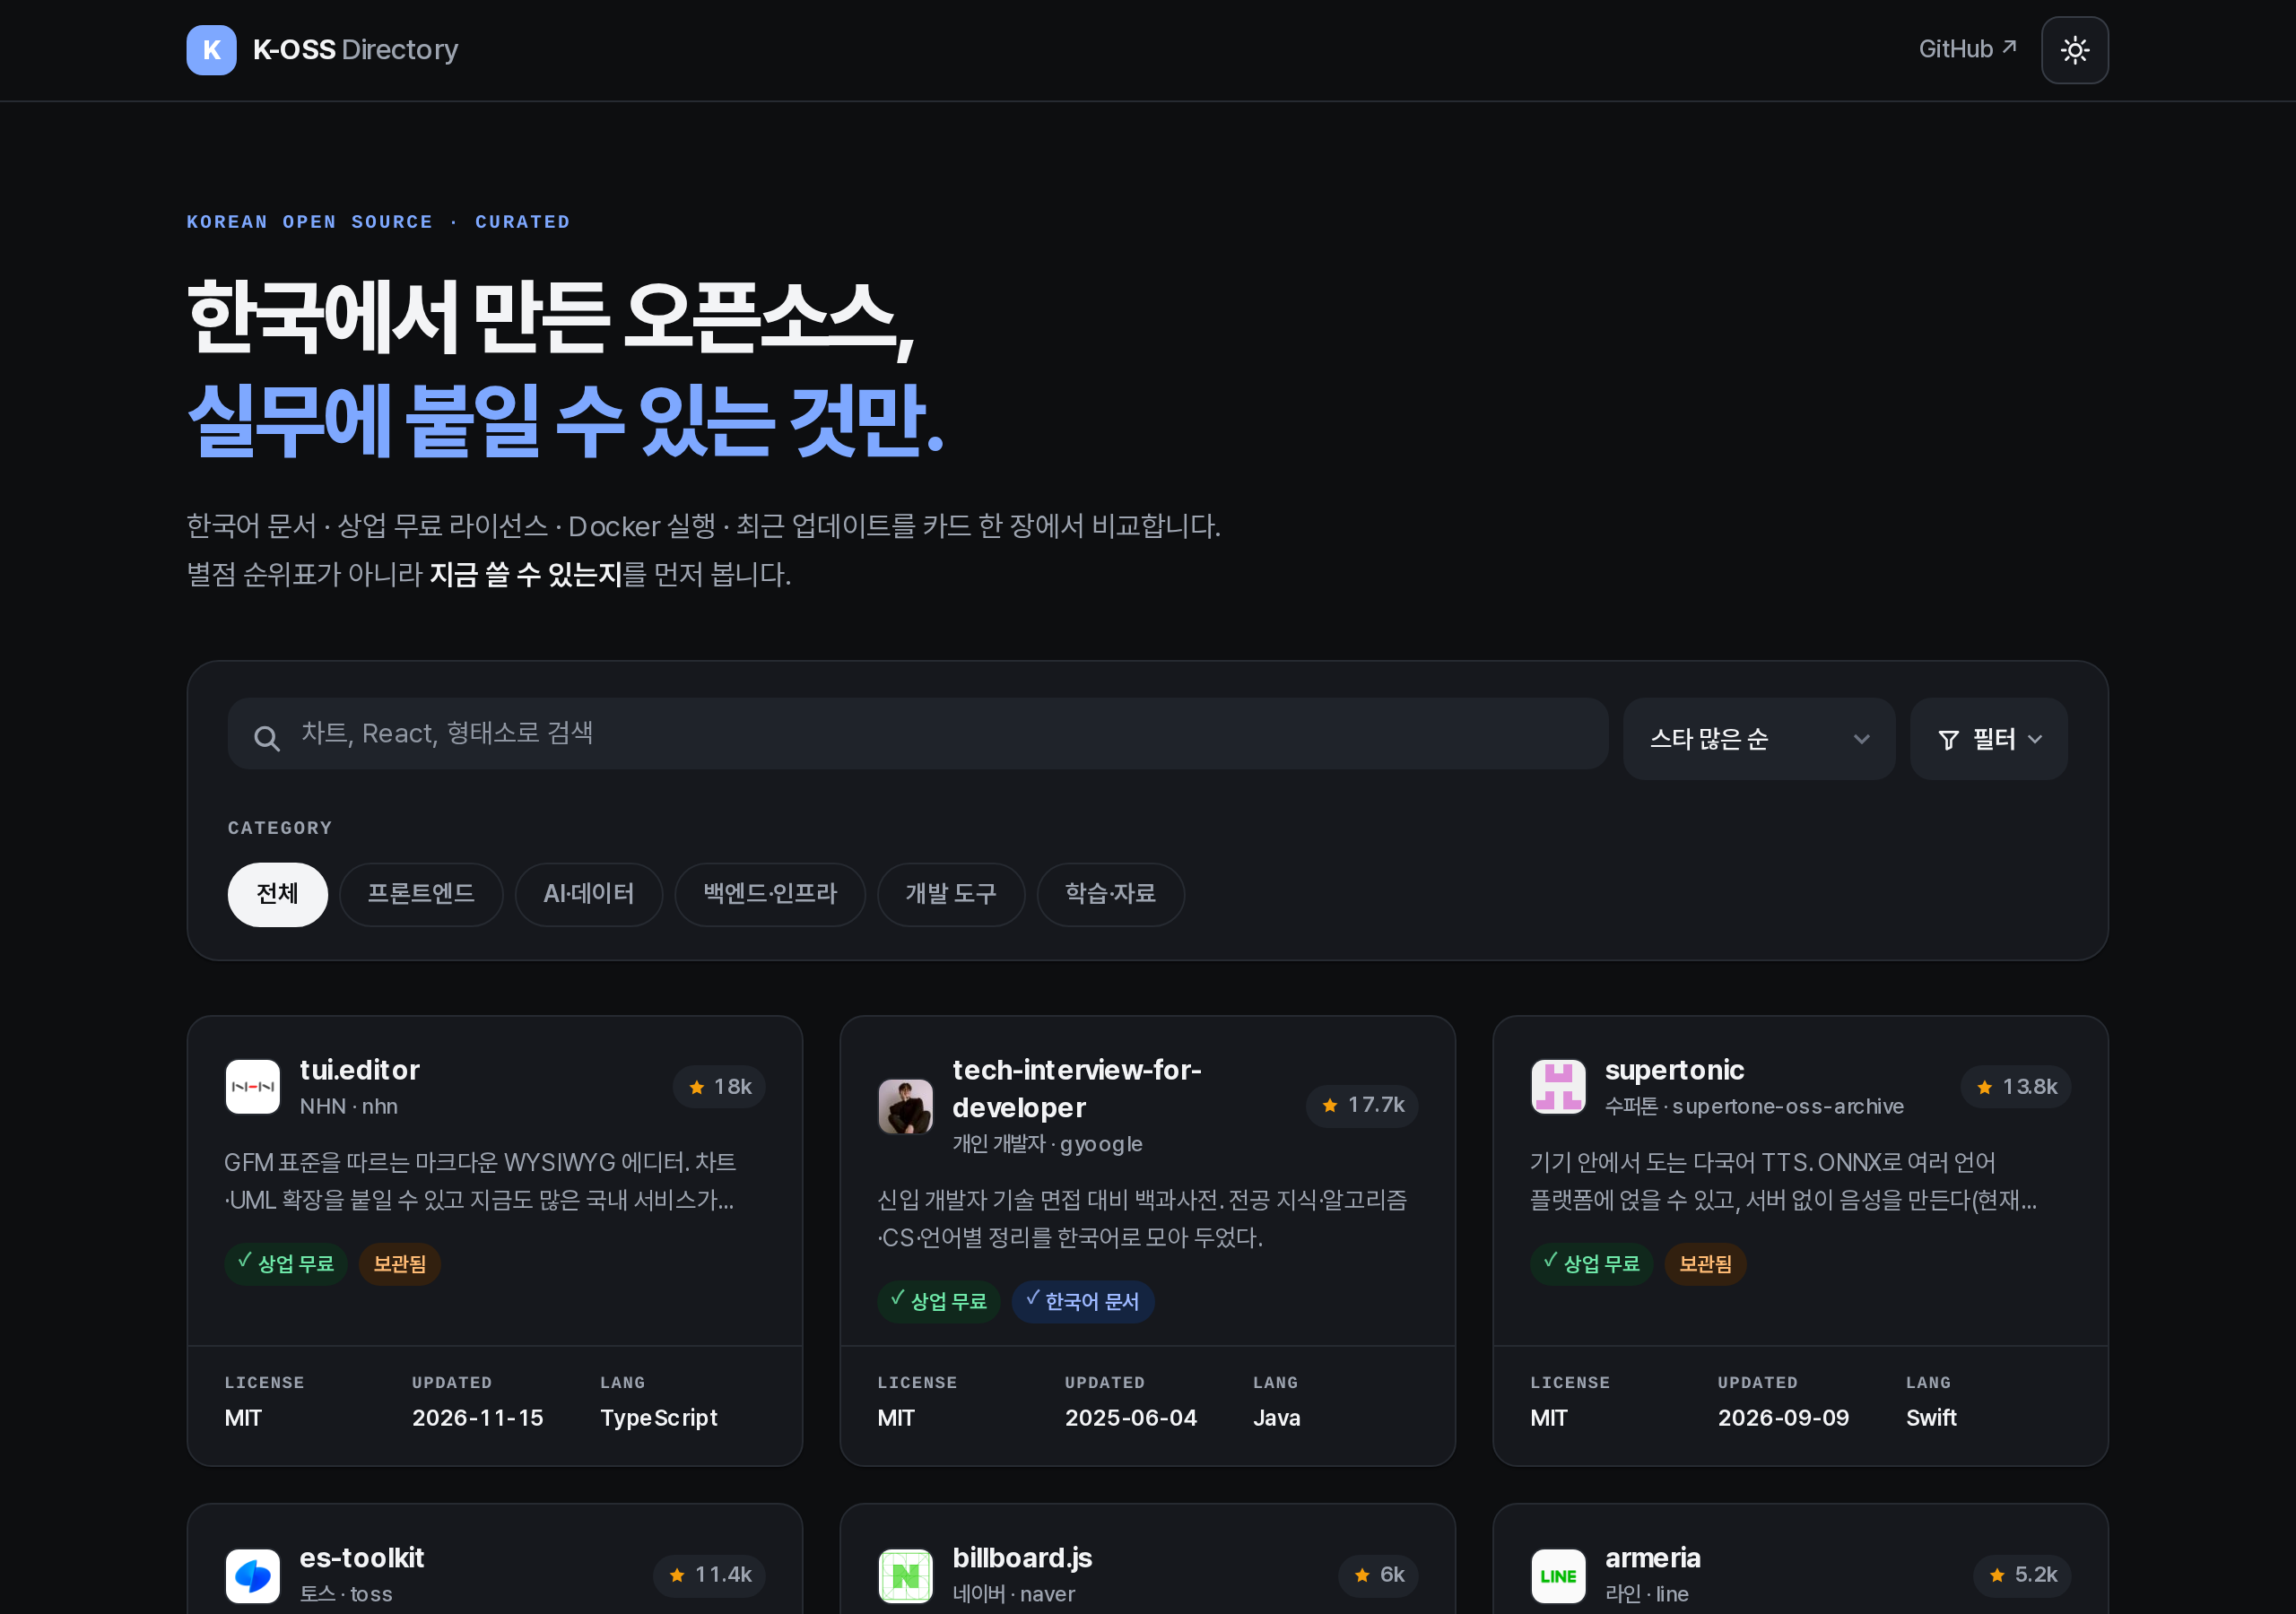 K K-OSS Directory
GitHub ↗
KOREAN OPEN SOURCE · CURATED
한국에서 만든 오픈소스,
실무에 붙일 수 있는 것만.
한국어 문서 · 상업 무료 라이선스 · Docker 실행 · 최근 업데이트를 카드 한 장에서 비교합니다.
별점 순위표가 아니라 지금 쓸 수 있는지를 먼저 봅니다.
차트, React, 형태소로 검색
스타 많은 순
필터
CATEGORY
전체
프론트엔드
AI·데이터
백엔드·인프라
개발 도구
학습·자료
tui.editor
NHN · nhn
★ 18k
GFM 표준을 따르는 마크다운 WYSIWYG 에디터. 차트
·UML 확장을 붙일 수 있고 지금도 많은 국내 서비스가...
✓ 상업 무료
보관됨
LICENSE
MIT
UPDATED
2026-11-15
LANG
TypeScript
tech-interview-for-
developer
개인 개발자 · gyoogle
★ 17.7k
신입 개발자 기술 면접 대비 백과사전. 전공 지식·알고리즘
·CS·언어별 정리를 한국어로 모아 두었다.
✓ 상업 무료
✓ 한국어 문서
LICENSE
MIT
UPDATED
2025-06-04
LANG
Java
supertonic
수퍼톤 · supertone-oss-archive
★ 13.8k
기기 안에서 도는 다국어 TTS. ONNX로 여러 언어
플랫폼에 얹을 수 있고, 서버 없이 음성을 만든다(현재...
✓ 상업 무료
보관됨
LICENSE
MIT
UPDATED
2026-09-09
LANG
Swift
es-toolkit
토스 · toss
★ 11.4k
N
billboard.js
네이버 · naver
★ 6k
LINE
armeria
라인 · line
★ 5.2k